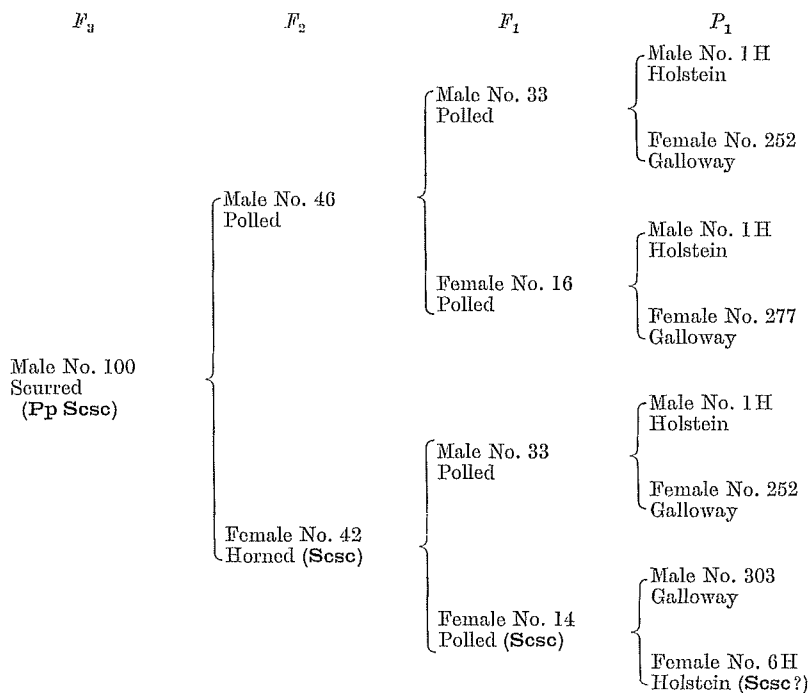 F3 F2 F1 P1
Male No. 1 H
Holstein
Male No. 33
Polled
Female No. 252
Galloway
Male No. 46
Polled
Male No. 1 H
Holstein
Female No. 16
Polled
Female No. 277
Galloway
Male No. 100
Scurred
(Pp Scsc)
Male No. 1 H
Holstein
Male No. 33
Polled
Female No. 252
Galloway
Female No. 42
Horned (Scsc)
Male No. 303
Galloway
Female No. 14
Polled (Scsc)
Female No. 6 H
Holstein (Scsc?)